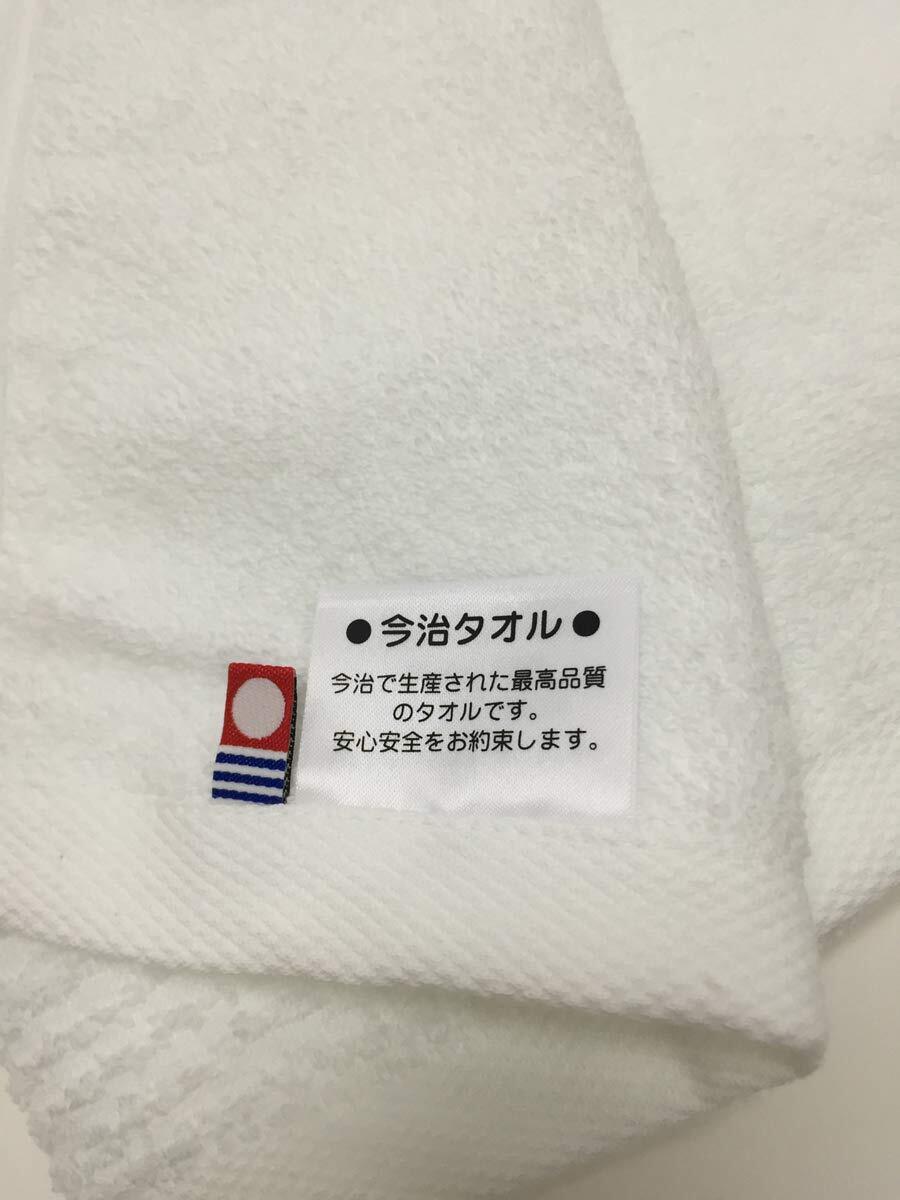 ●今治タオル●
今治で生産された最高品質
のタオルです。
安心安全をお約束します。